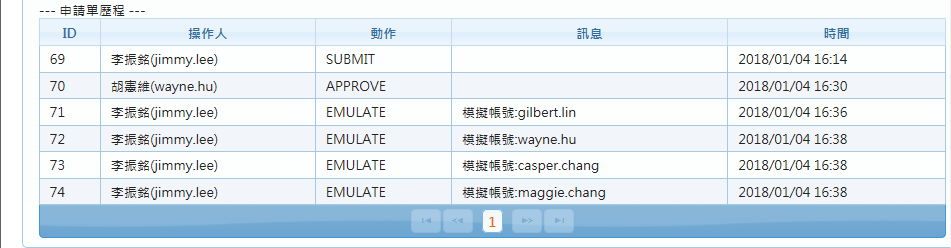 --- 申請單歷程 ---
ID 操作人 動作 訊息 時間
69 李振銘(jimmy.lee) SUBMIT 2018/01/04 16:14
70 胡憲維(wayne.hu) APPROVE 2018/01/04 16:30
71 李振銘(jimmy.lee) EMULATE 模擬帳號:gilbert.lin 2018/01/04 16:36
72 李振銘(jimmy.lee) EMULATE 模擬帳號:wayne.hu 2018/01/04 16:38
73 李振銘(jimmy.lee) EMULATE 模擬帳號:casper.chang 2018/01/04 16:38
74 李振銘(jimmy.lee) EMULATE 模擬帳號:maggie.chang 2018/01/04 16:38
1